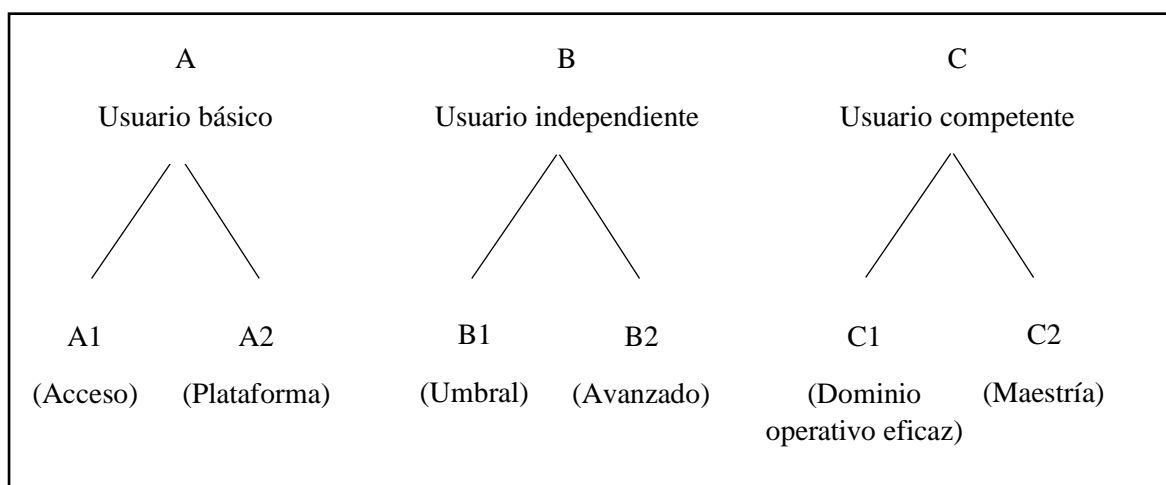 A B C
Usuario básico Usuario independiente Usuario competente
A1 A2 B1 B2 C1 C2
(Acceso) (Plataforma) (Umbral) (Avanzado) (Dominio (Maestría)
operativo eficaz)